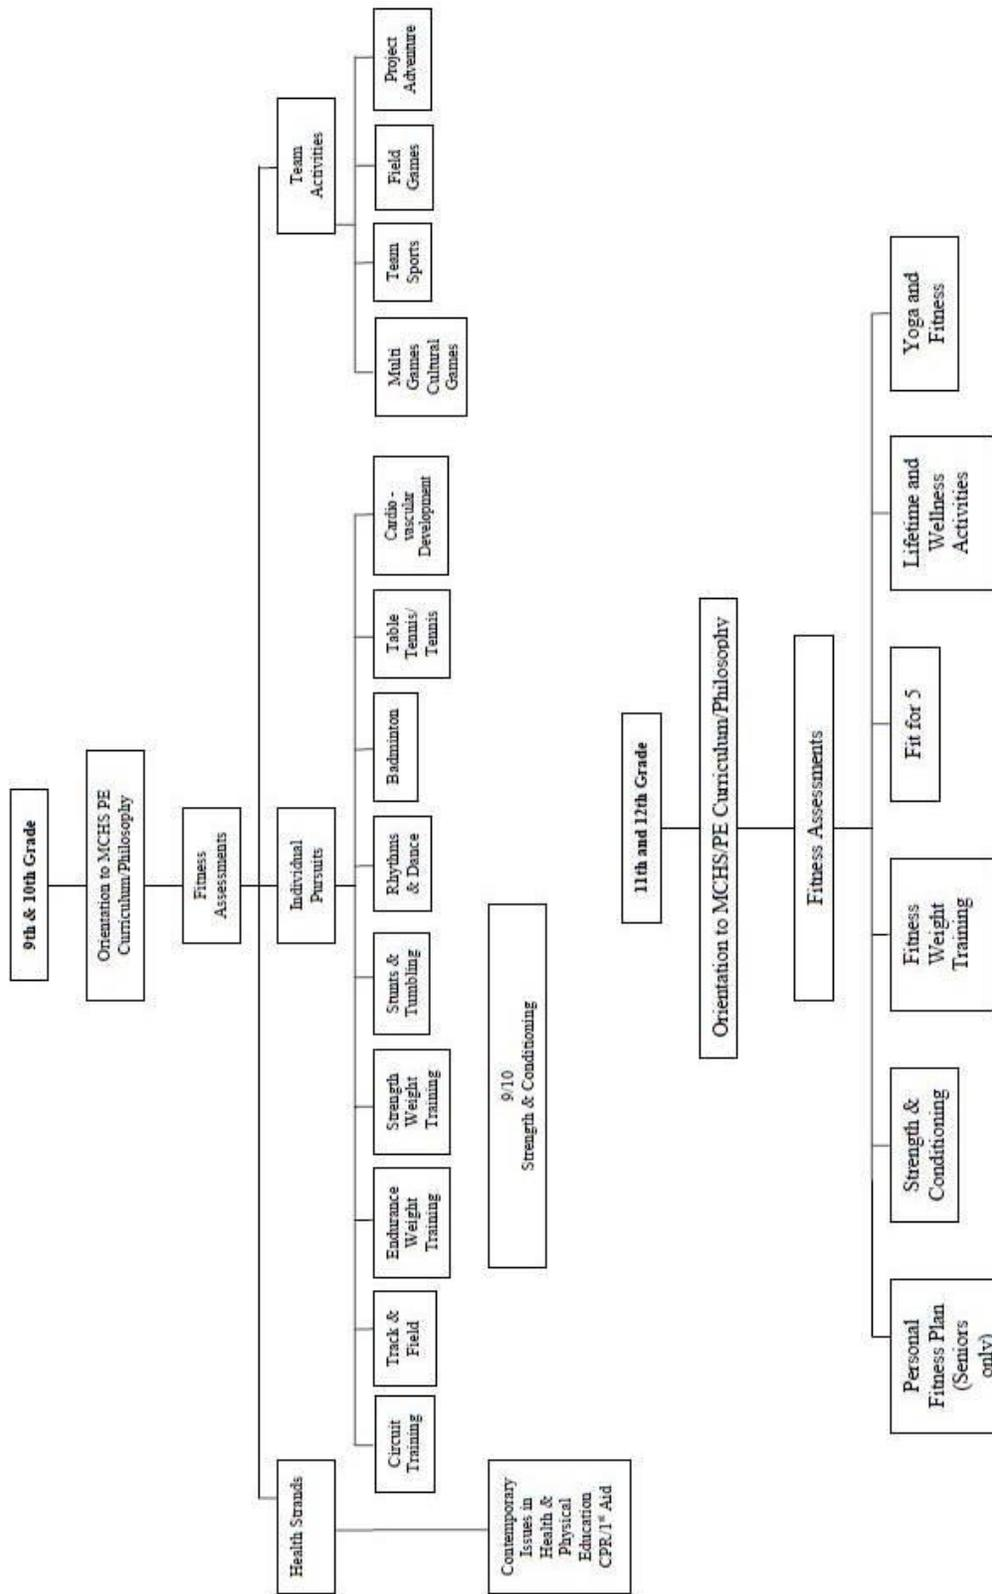 9th & 10th Grade
Orientation to MCHS PE
Curriculum/Philosophy
Fitness
Assessments
Health Strands
Individual
Pursuits
Team
Activities
Circuit
Training
Track &
Field
Endurance
Weight
Training
Strength
Weight
Training
Stunts &
Tumbling
Rhythms
& Dance
Badminton
Table
Tennis/
Tennis
Cardio -
vascular
Development
Multi
Games
Cultural
Games
Team
Sports
Field
Games
Project
Adventure
Contemporary
Issues in
Health &
Physical
Education
CPR/1st Aid
9/10
Strength & Conditioning
11th and 12th Grade
Orientation to MCHS/PE Curriculum/Philosophy
Fitness Assessments
Personal
Fitness Plan
(Seniors
only)
Strength &
Conditioning
Fitness
Weight
Training
Fit for 5
Lifetime and
Wellness
Activities
Yoga and
Fitness